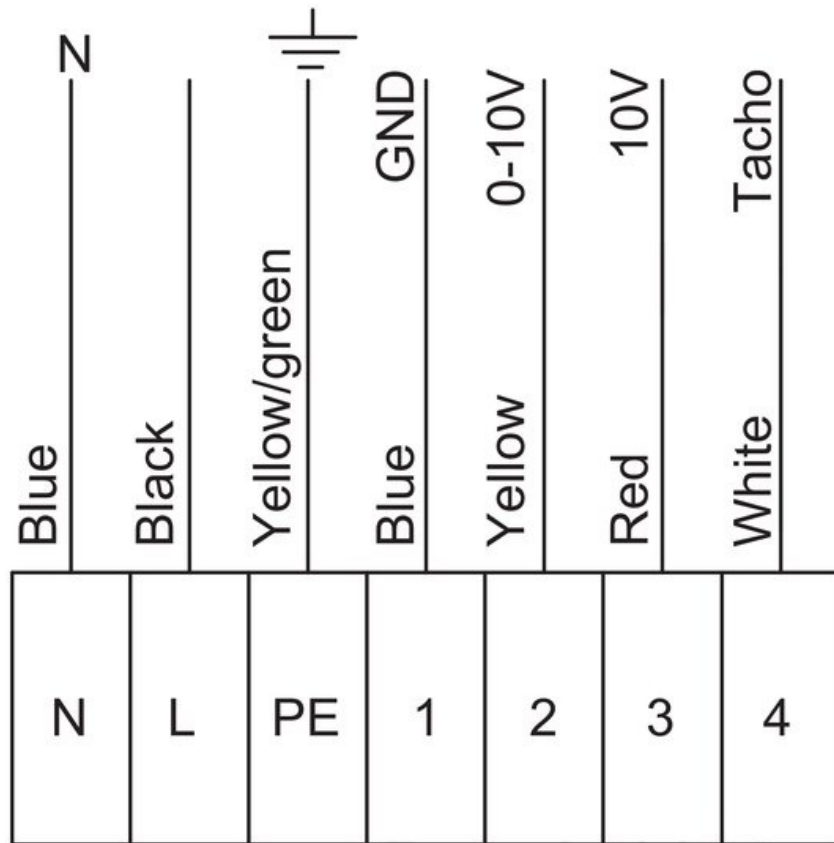 N
GND
0-10V
10V
Tacho
Blue
Black
Yellow/green
Blue
Yellow
Red
White
N
L
PE
1
2
3
4